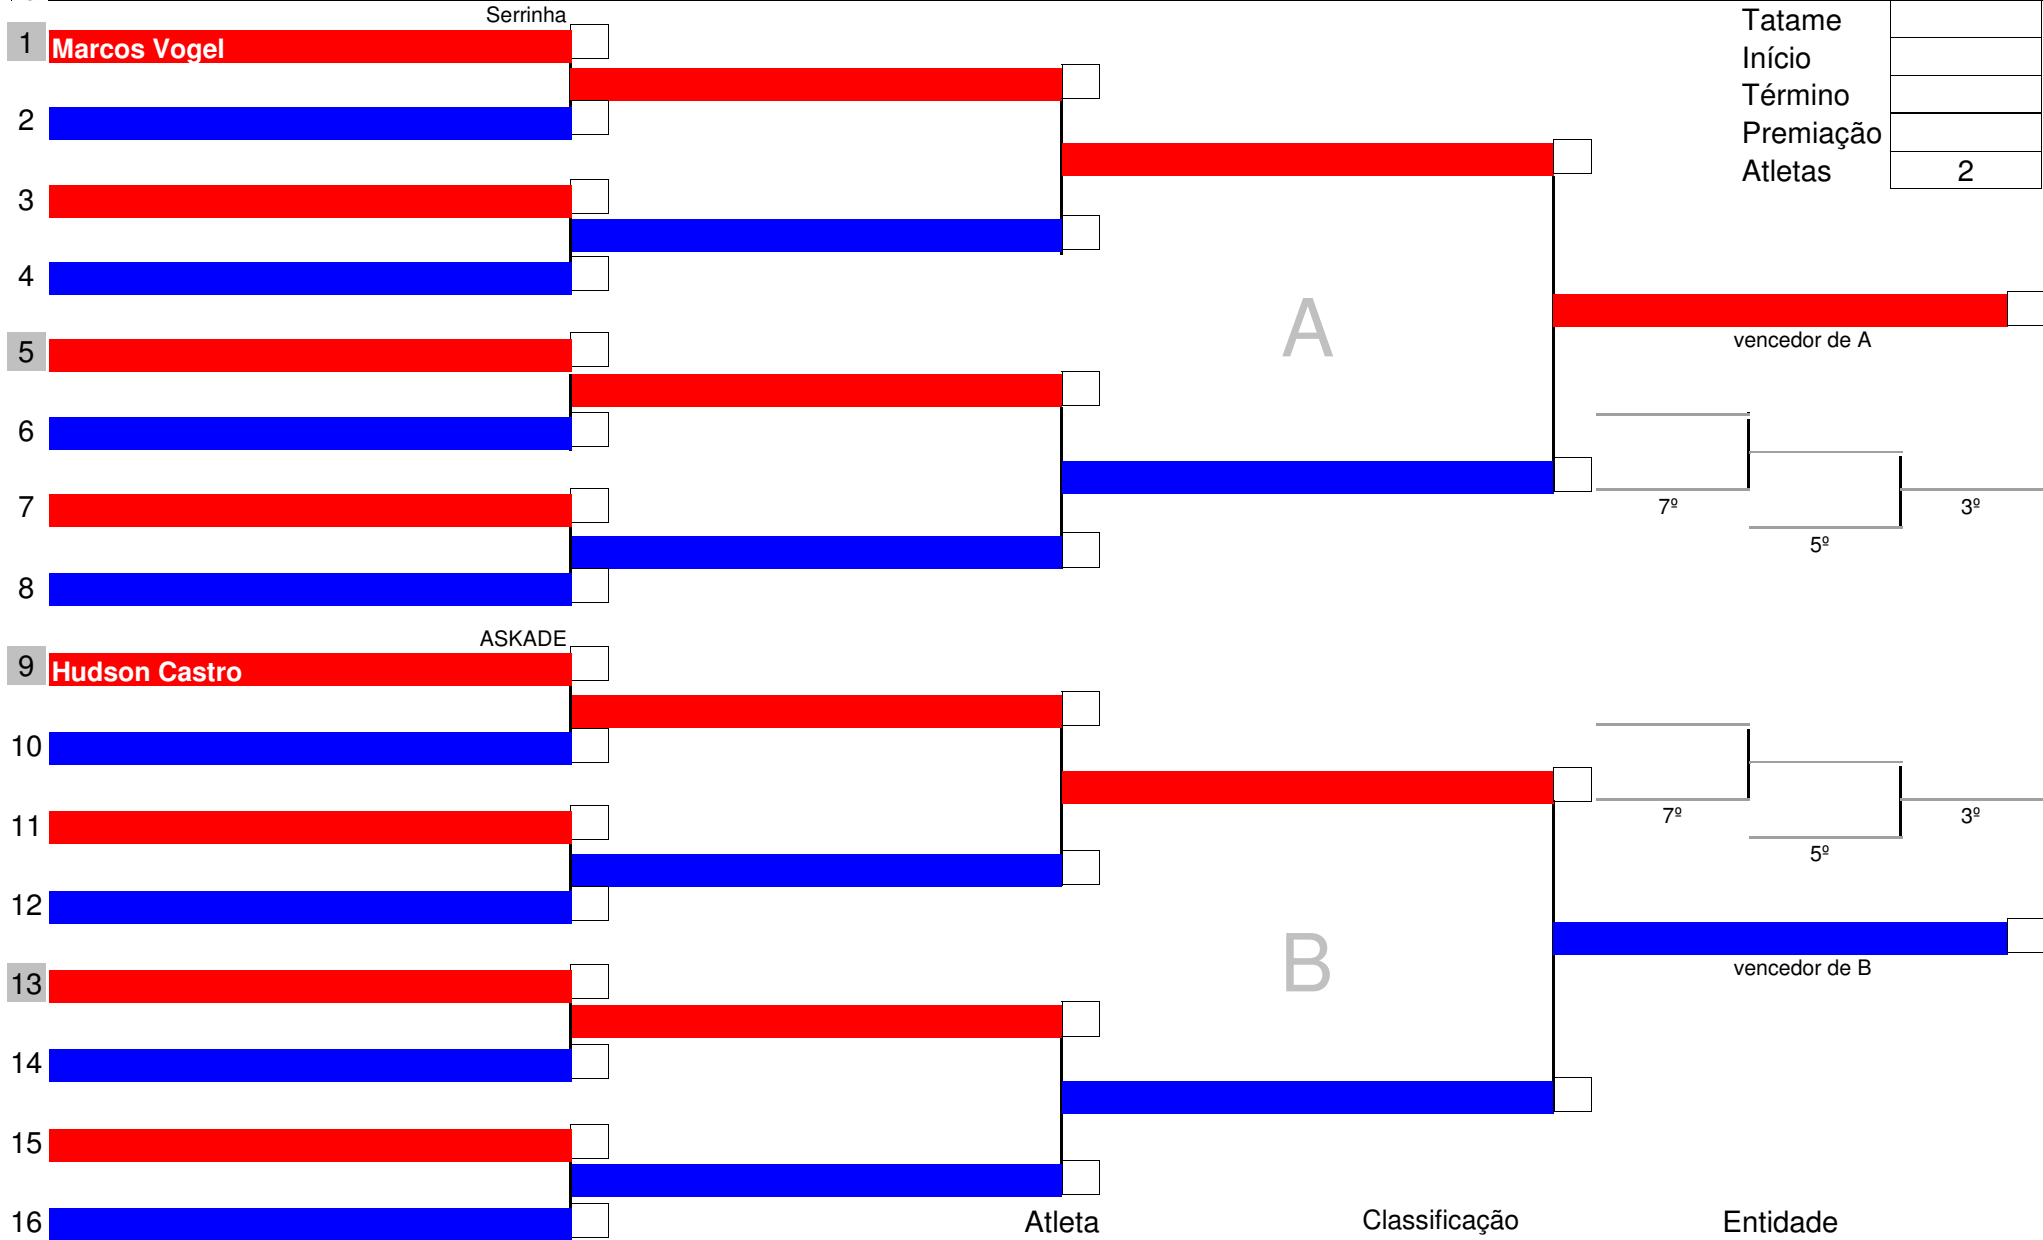 Serrinha
Tatame
1 Marcos Vogel
Início
Término
2
Premiação
Atletas 2
3
4
A
vencedor de A
5
6
7
7º
3º
5º
8
ASKADE
9 Hudson Castro
10
11
7º
3º
5º
12
B
vencedor de B
13
14
15
16
Atleta Classificação Entidade